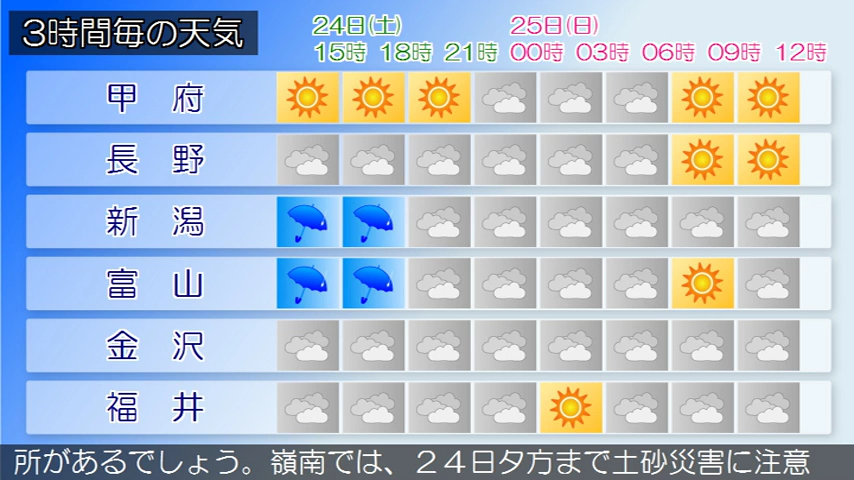 3時間毎の天気
24日(土) 25日(日)
15時 18時 21時 00時 03時 06時 09時 12時
甲府
長野
新潟
富山
金沢
福井
所があるでしょう。嶺南では、24日夕方まで土砂災害に注意